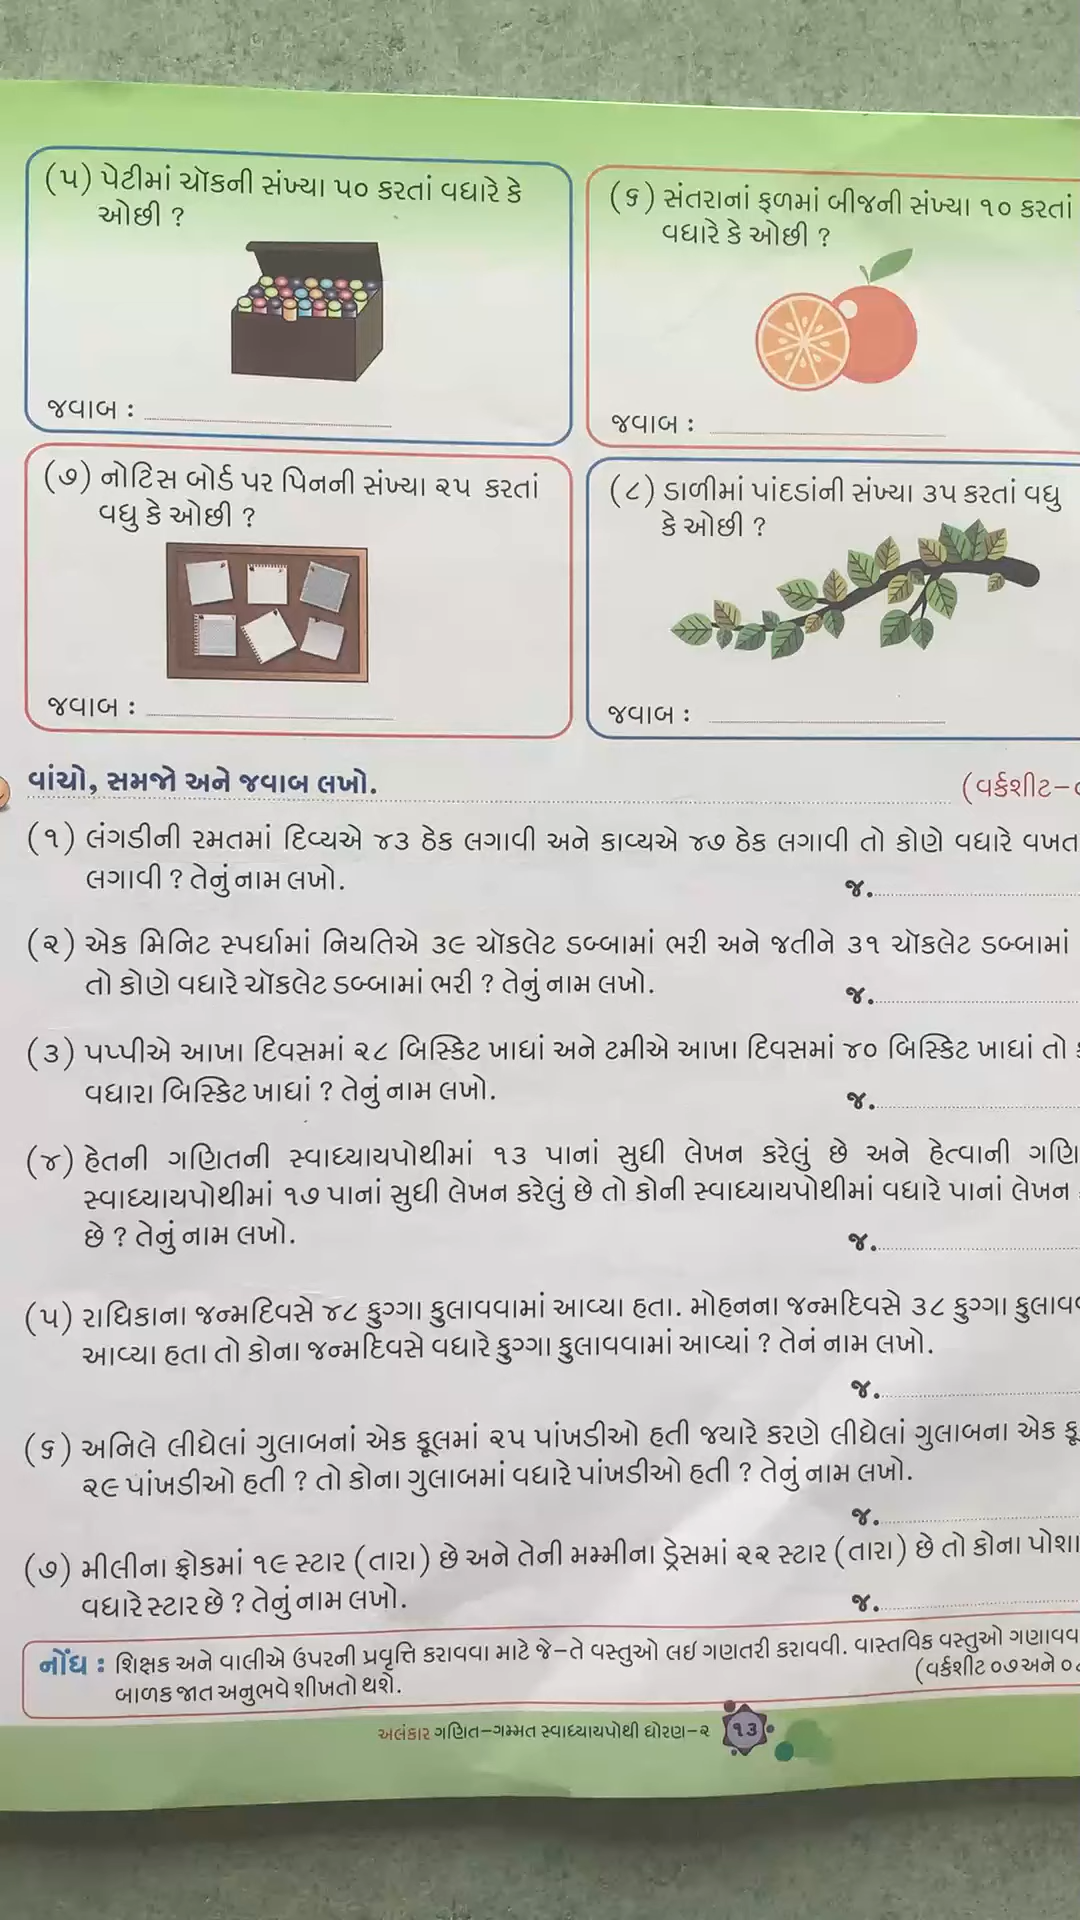 (૫) પેટીમાં ચૉકની સંખ્યા ૫૦ કરતાં વધારે કે
ઓછી ?
જવાબ :
(૬) સંતરાનાં ફળમાં બીજની સંખ્યા ૧૦ કરતાં
વધારે કે ઓછી ?
જવાબ :
(૭) નોટિસ બોર્ડ પર પિનની સંખ્યા ૨૫ કરતાં
વધુ કે ઓછી ?
જવાબ :
(૮) ડાળીમાં પાંદડાંની સંખ્યા ૩૫ કરતાં વધુ
કે ઓછી ?
જવાબ :
વાંચો, સમજો અને જવાબ લખો.
(વર્કશીટ-
(૧) લંગડીની રમતમાં દિવ્યએ ૪૩ ઠેક લગાવી અને કાવ્યએ ૪૭ ઠેક લગાવી તો કોણે વધારે વખત
લગાવી ? તેનું નામ લખો. જ.
(૨) એક મિનિટ સ્પર્ધામાં નિયતિએ ૩૯ ચૉકલેટ ડબ્બામાં ભરી અને જતીને ૩૧ ચૉકલેટ ડબ્બામાં
તો કોણે વધારે ચૉકલેટ ડબ્બામાં ભરી ? તેનું નામ લખો. જ.
(૩) પપ્પીએ આખા દિવસમાં ૨૮ બિસ્કિટ ખાધાં અને ટમીએ આખા દિવસમાં ૪૦ બિસ્કિટ ખાધાં તો
વધારા બિસ્કિટ ખાધાં ? તેનું નામ લખો. જ.
(૪) હેતની ગણિતની સ્વાધ્યાયપોથીમાં ૧૩ પાનાં સુધી લેખન કરેલું છે અને હેત્વાની ગણિ
સ્વાધ્યાયપોથીમાં ૧૭ પાનાં સુધી લેખન કરેલું છે તો કોની સ્વાધ્યાયપોથીમાં વધારે પાનાં લેખન
છે ? તેનું નામ લખો. જ.
(૫) રાધિકાના જન્મદિવસે ૪૮ ફુગ્ગા ફુલાવવામાં આવ્યા હતા. મોહનના જન્મદિવસે ૩૮ ફુગ્ગા ફુલાવ
આવ્યા હતા તો કોના જન્મદિવસે વધારે ફુગ્ગા ફુલાવવામાં આવ્યાં ? તેનં નામ લખો.
જ.
(૬) અનિલે લીધેલાં ગુલાબનાં એક ફૂલમાં ૨૫ પાંખડીઓ હતી જ્યારે કરણે લીધેલાં ગુલાબના એક ફૂ
૨૯ પાંખડીઓ હતી ? તો કોના ગુલાબમાં વધારે પાંખડીઓ હતી ? તેનું નામ લખો.
જ.
(૭) મીલીના ફ્રોકમાં ૧૯ સ્ટાર (તારા) છે અને તેની મમ્મીના ડ્રેસમાં ૨૨ સ્ટાર (તારા) છે તો કોના પોશા
વધારે સ્ટાર છે ? તેનું નામ લખો. જ.
નોંધ : શિક્ષક અને વાલીએ ઉપરની પ્રવૃત્તિ કરાવવા માટે જે-તે વસ્તુઓ લઇ ગણતરી કરાવવી. વાસ્તવિક વસ્તુઓ ગણાવવ
બાળક જાત અનુભવે શીખતો થશે. (વર્કશીટ ૦૭ અને ૦
અલંકાર ગણિત-ગમ્મત સ્વાધ્યાયપોથી ધોરણ-૨ ૧૩